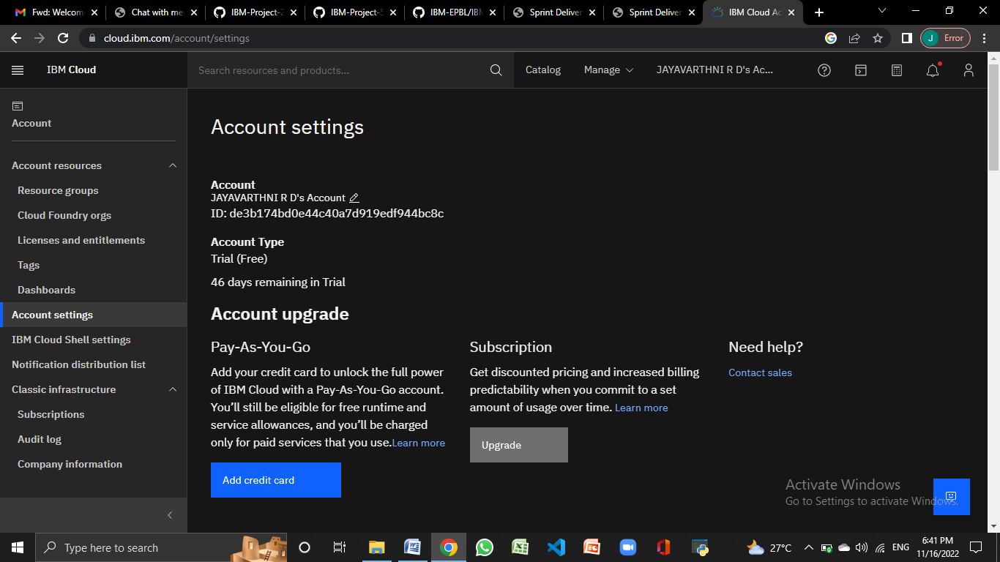 Fwd: Welcom
Chat with me
IBM-Project-2
IBM-Project-5
IBM-EPBL/IBM
Sprint Deliver
Sprint Deliver
IBM Cloud Ac
cloud.ibm.com/account/settings
J
Error
IBM Cloud
Search resources and products...
Catalog
Manage
JAYAVARTHNI R D's Ac...
Account
Account resources
Resource groups
Cloud Foundry orgs
Licenses and entitlements
Tags
Dashboards
Account settings
IBM Cloud Shell settings
Notification distribution list
Classic infrastructure
Subscriptions
Audit log
Company information
Account settings
Account
JAYAVARTHNI R D's Account
ID: de3b174bd0e44c40a7d919edf944bc8c
Account Type
Trial (Free)
46 days remaining in Trial
Account upgrade
Pay-As-You-Go
Add your credit card to unlock the full power
of IBM Cloud with a Pay-As-You-Go account.
You’ll still be eligible for free runtime and
service allowances, and you’ll be charged
only for paid services that you use.Learn more
Add credit card
Subscription
Get discounted pricing and increased billing
predictability when you commit to a set
amount of usage over time. Learn more
Upgrade
Need help?
Contact sales
Activate Windows
Go to Settings to activate Windows.
Type here to search
27°C
ENG
6:41 PM
11/16/2022